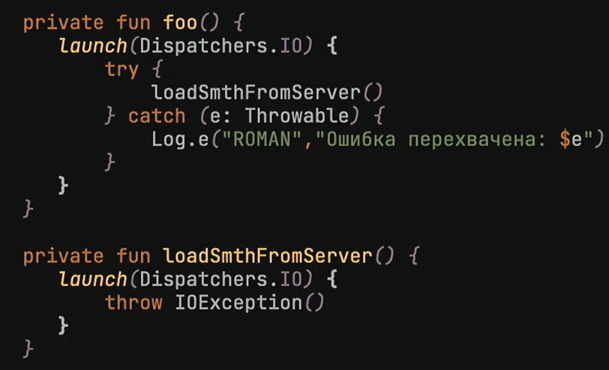 private fun foo() {
launch(Dispatchers.IO) {
try {
loadSmthFromServer()
} catch (e: Throwable) {
Log.e("ROMAN","Ошибка перехвачена: $e")
}
}
}
private fun loadSmthFromServer() {
launch(Dispatchers.IO) {
throw IOException()
}
}